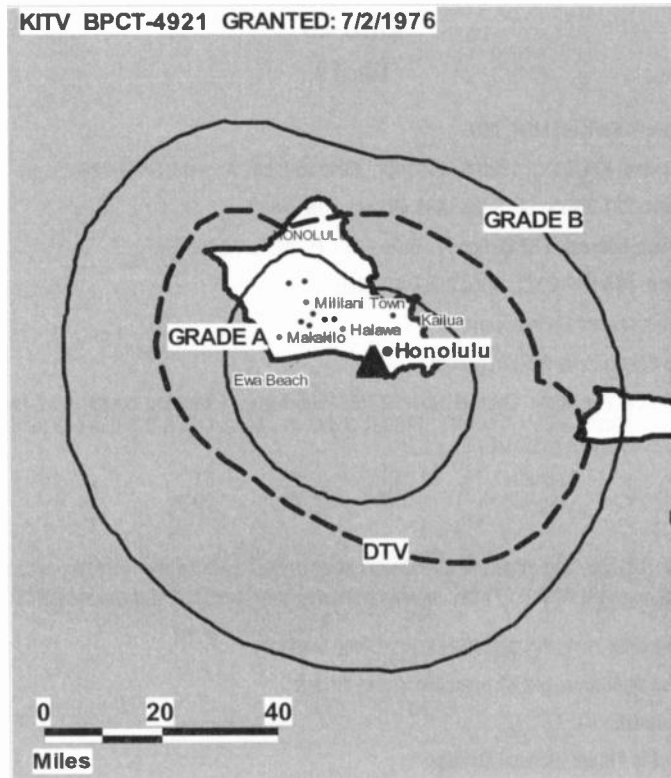 KITV BPCT-4921 GRANTED: 7/2/1976
GRADE B
HONOLULU
Mililani Town
Kailua
GRADE A
Halawa
Makakilo
Honolulu
Ewa Beach
DTV
0 20 40
Miles